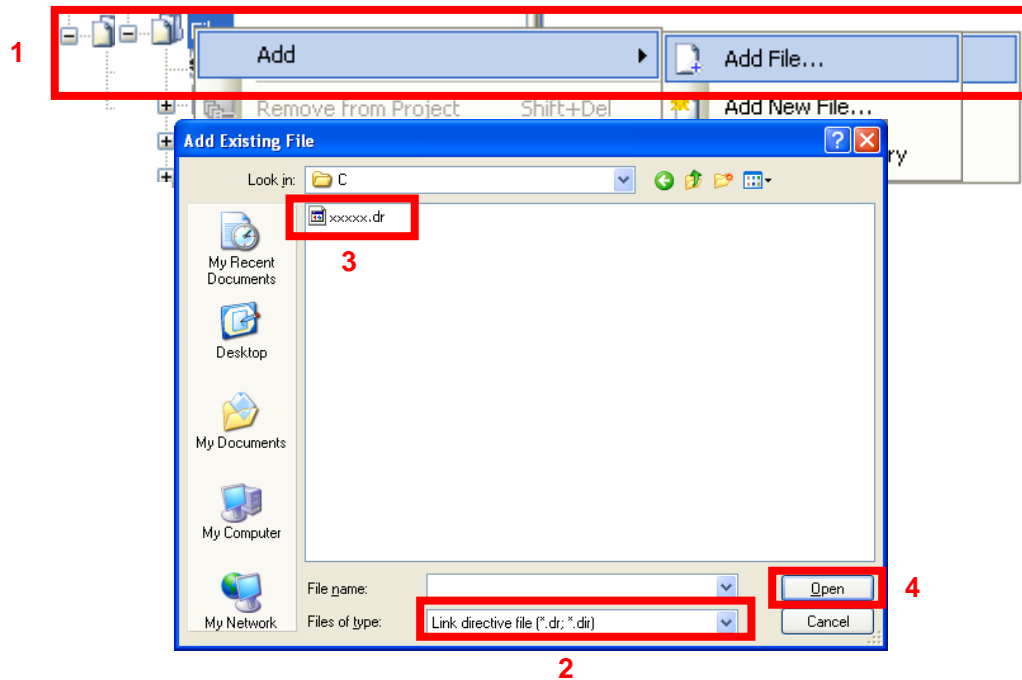 1
Add
Add File...
Remove from Project Shift+Del
Add New File...
Add Existing File
ry
Look in:
C
xxxxx.dr
3
My Recent
Documents
Desktop
My Documents
My Computer
My Network
File name:
Open
4
Files of type:
Link directive file (*.dr; *.dir)
Cancel
2